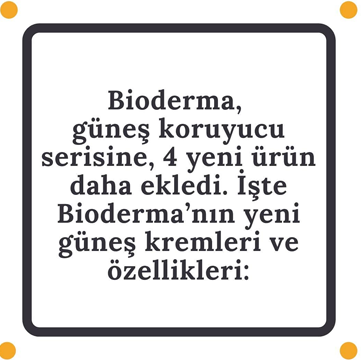 Bioderma,
güneş koruyucu
serisine, 4 yeni ürün
daha ekledi. İşte
Bioderma’nın yeni
güneş kremleri ve
özellikleri: